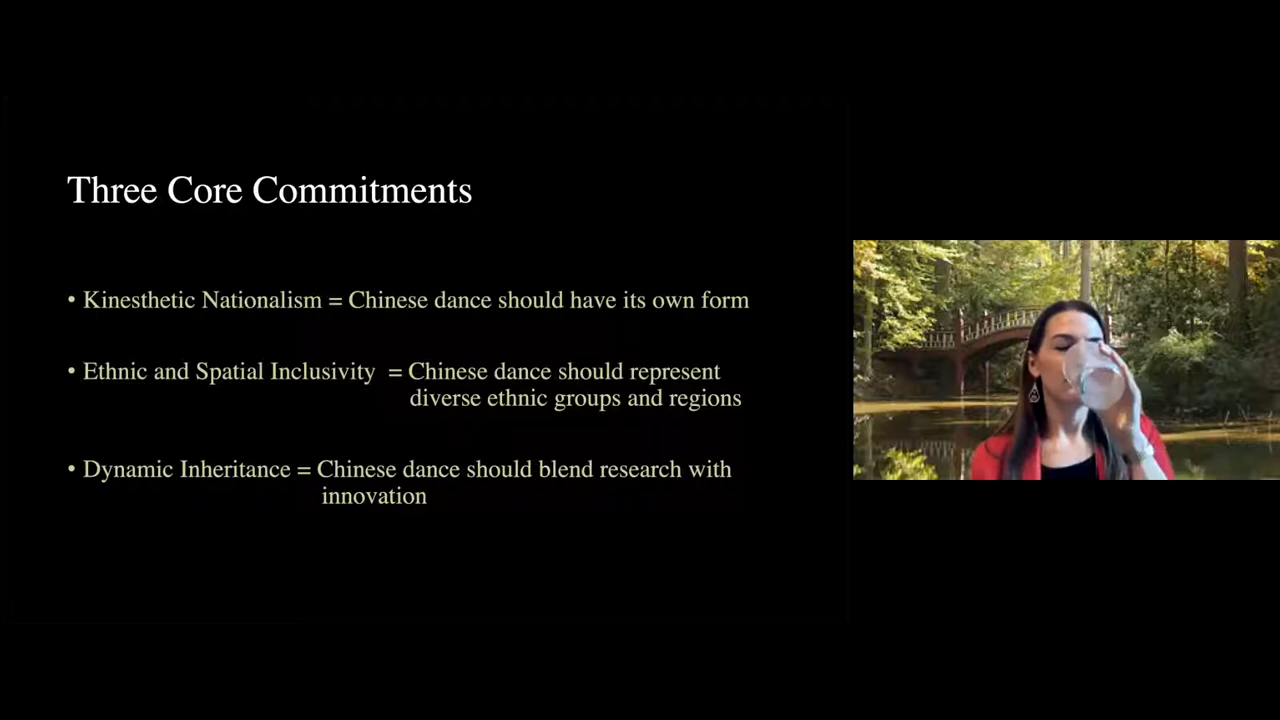 Three Core Commitments
• Kinesthetic Nationalism = Chinese dance should have its own form
• Ethnic and Spatial Inclusivity = Chinese dance should represent
diverse ethnic groups and regions
• Dynamic Inheritance = Chinese dance should blend research with
innovation